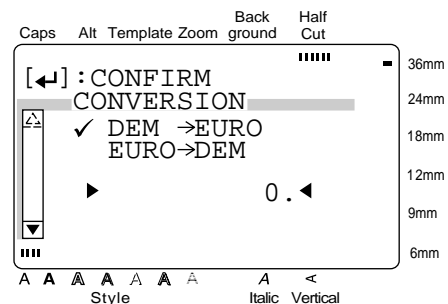 Caps Alt Template Zoom Back ground Half Cut
[↵]:CONFIRM
CONVERSION
✓ DEM →EURO
EURO→DEM
0.
36mm
24mm
18mm
12mm
9mm
6mm
A A A A A A A A <
Style Italic Vertical